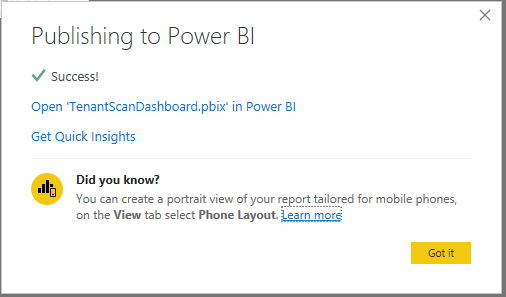 Publishing to Power BI
Success!
Open 'TenantScanDashboard.pbix' in Power BI
Get Quick Insights
Did you know?
You can create a portrait view of your report tailored for mobile phones,
on the View tab select Phone Layout. Learn more
Got it